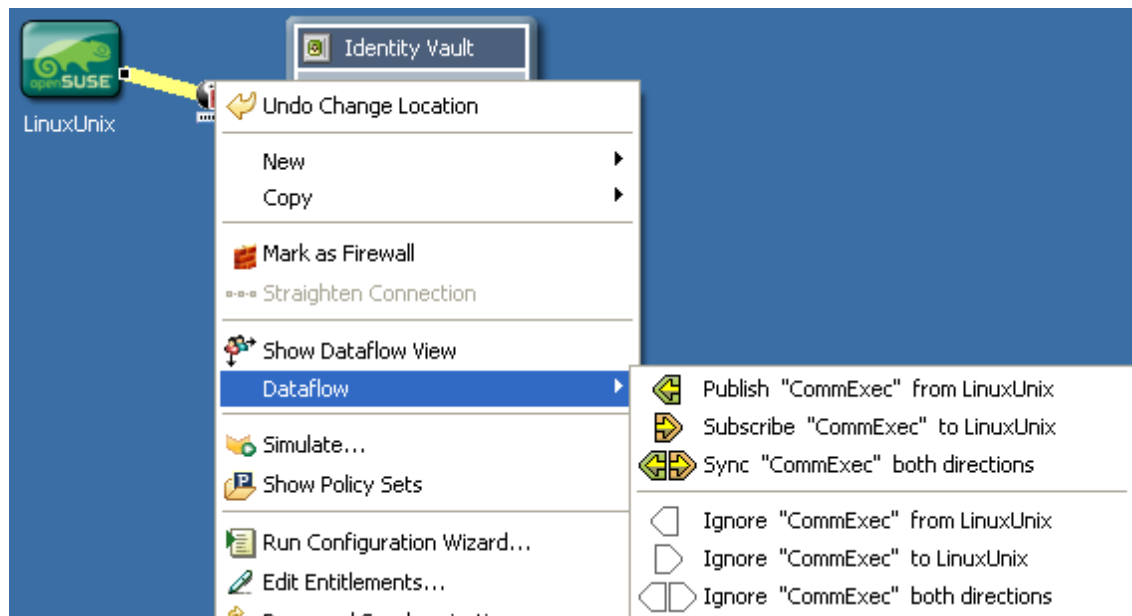 Identity Vault
openSUSE
LinuxUnix
Undo Change Location
New
Copy
Mark as Firewall
Straighten Connection
Show Dataflow View
Dataflow
Publish "CommExec" from LinuxUnix
Subscribe "CommExec" to LinuxUnix
Sync "CommExec" both directions
Simulate...
Show Policy Sets
Ignore "CommExec" from LinuxUnix
Run Configuration Wizard...
Ignore "CommExec" to LinuxUnix
Edit Entitlements...
Ignore "CommExec" both directions